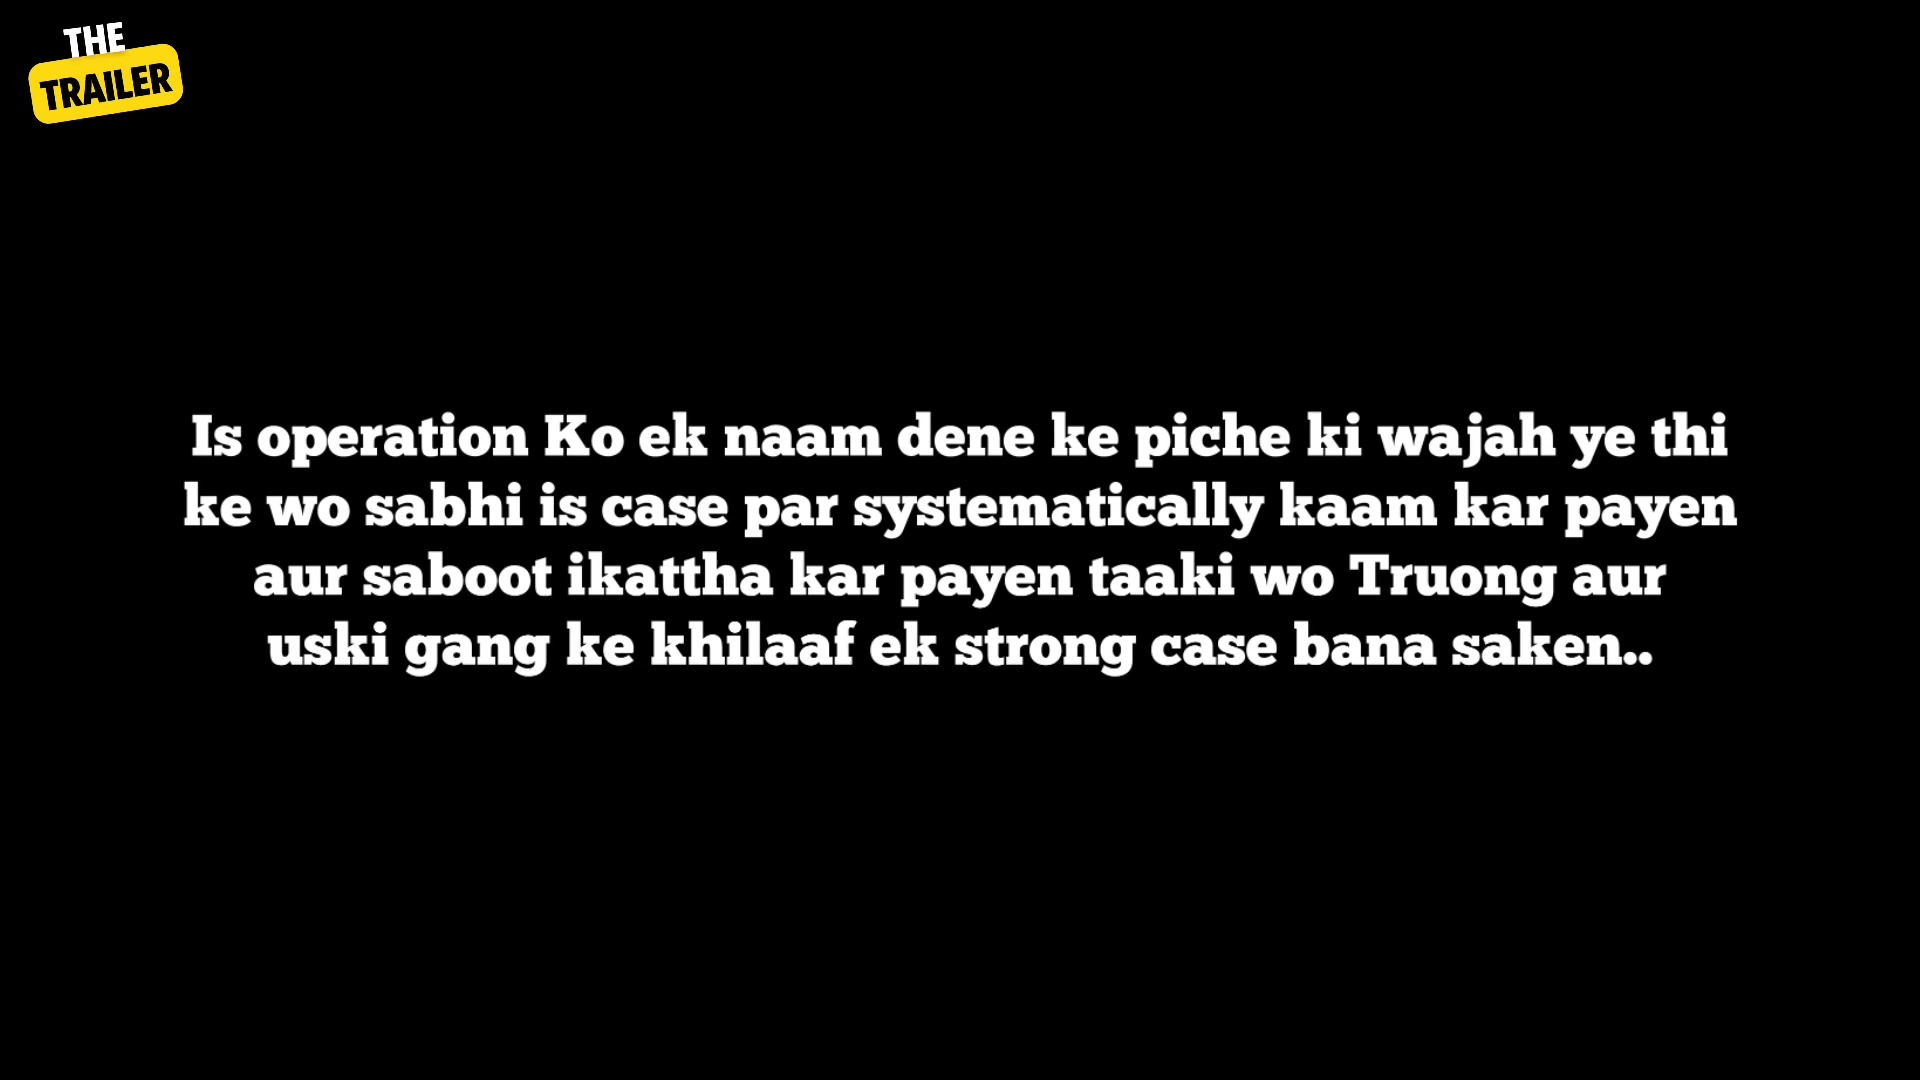 THE
TRAILER
Is operation Ko ek naam dene ke piche ki wajah ye thi
ke wo sabhi is case par systematically kaam kar payen
aur saboot ikattha kar payen taaki wo Truong aur
uski gang ke khilaaf ek strong case bana saken..